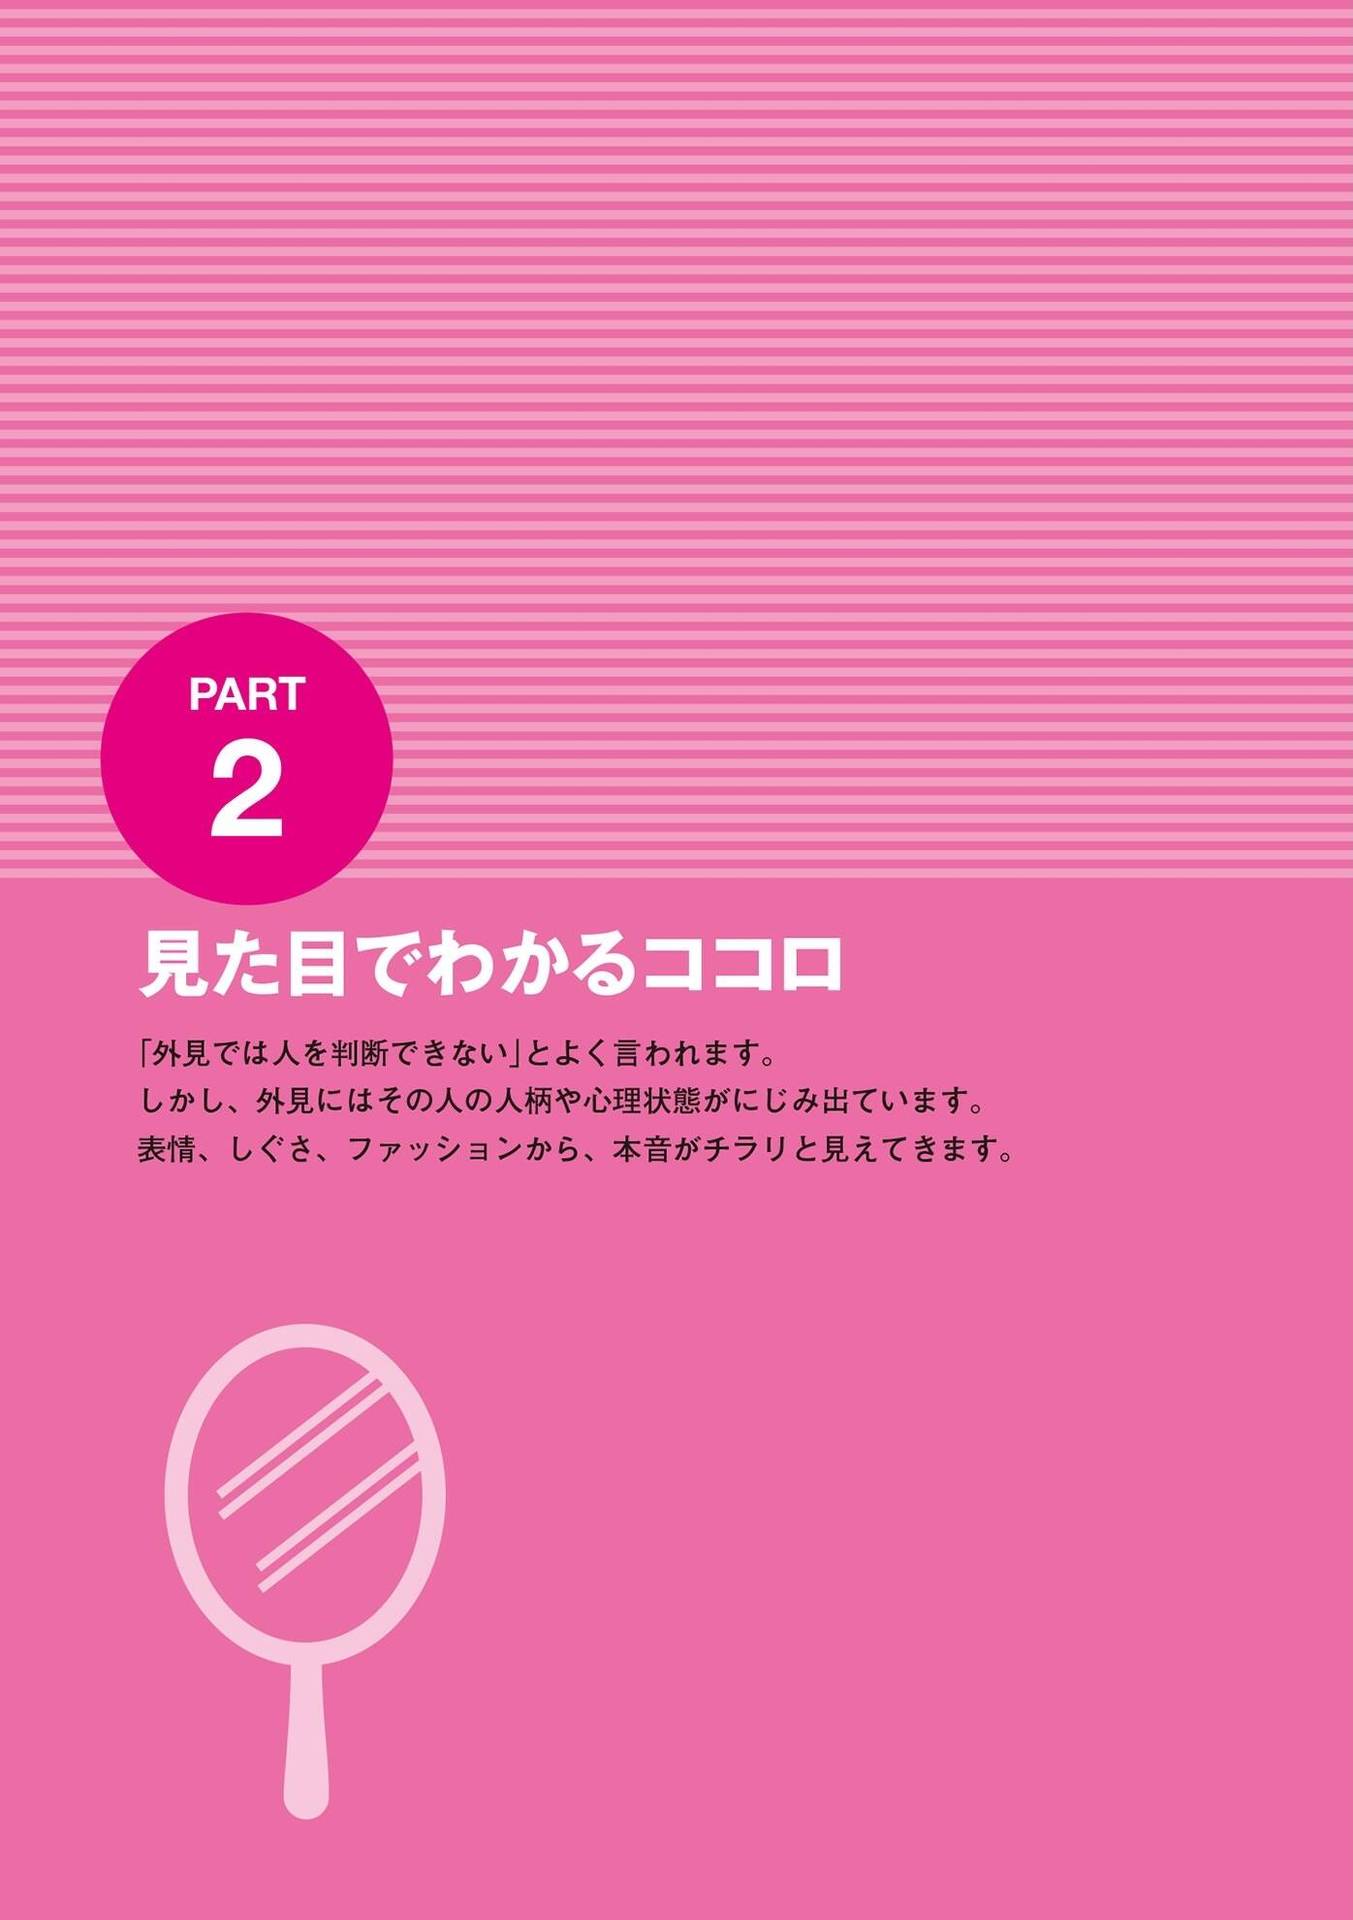 PART
2
見た目でわかるココロ
「外見では人を判断できない」とよく言われます。
しかし、外見にはその人の人柄や心理状態がにじみ出ています。
表情、しぐさ、ファッションから、本音がチラリと見えてきます。